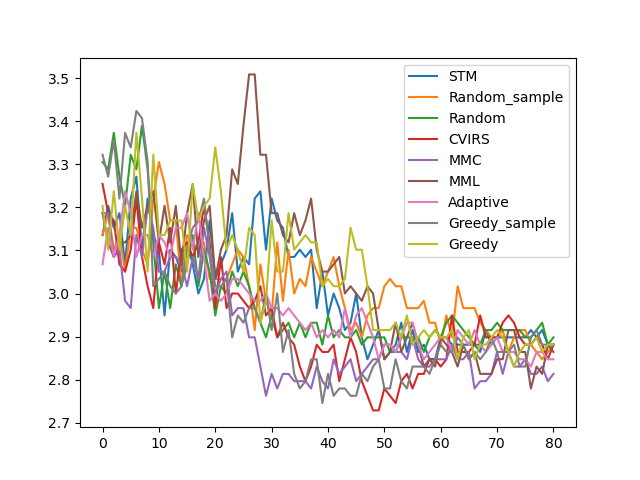 3.5
3.4
3.3
3.2
3.1
3.0
2.9
2.8
2.7
0 10 20 30 40 50 60 70 80
STM
Random_sample
Random
CVIRS
MMC
MML
Adaptive
Greedy_sample
Greedy